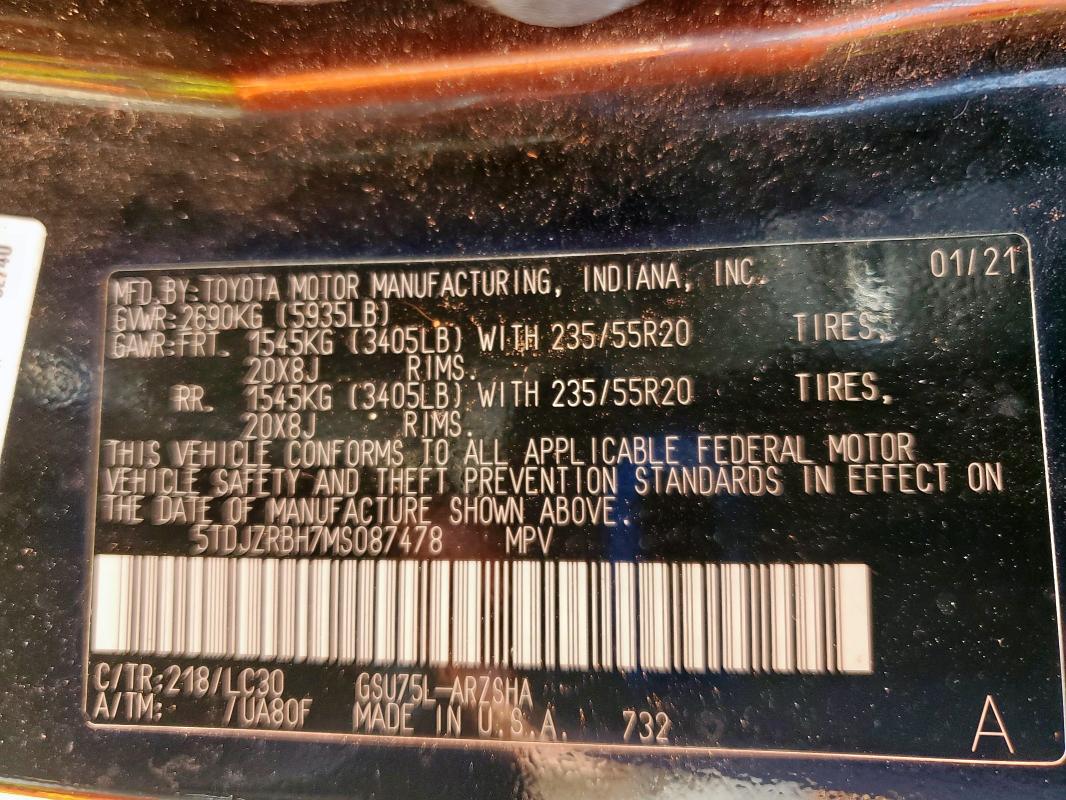 MFD.BY:TOYOTA MOTOR MANUFACTURING, INDIANA, INC. 01/21
GVWR:2690KG (5935LB)
GAWR:FRT. 1545KG (3405LB) WITH 235/55R20 TIRES,
20X8J RIMS.
RR. 1545KG (3405LB) WITH 235/55R20 TIRES,
20X8J RIMS.
THIS VEHICLE CONFORMS TO ALL APPLICABLE FEDERAL MOTOR
VEHICLE SAFETY AND THEFT PREVENTION STANDARDS IN EFFECT ON
THE DATE OF MANUFACTURE SHOWN ABOVE.
5TDJZRBH7MS087478 MPV
C/TR:218/LC30 GSU75L-ARZSHA
A/TM: /UA80F MADE IN U.S.A. 732
A